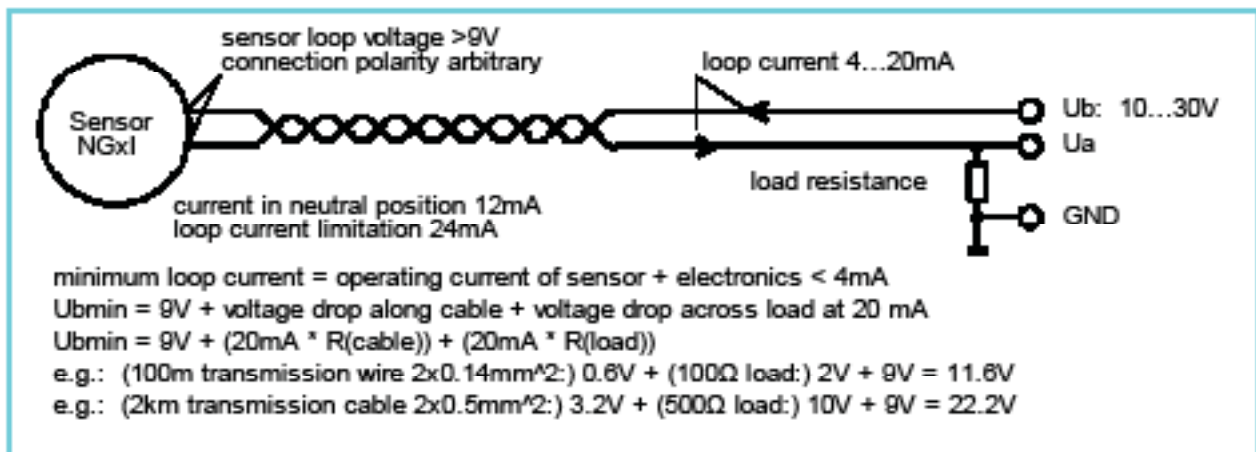 sensor loop voltage >9V
connection polarity arbitrary
loop current 4...20mA
Sensor
NGxI
Ub: 10...30V
Ua
load resistance
GND
current in neutral position 12mA
loop current limitation 24mA
minimum loop current = operating current of sensor + electronics < 4mA
Ubmin = 9V + voltage drop along cable + voltage drop across load at 20 mA
Ubmin = 9V + (20mA * R(cable)) + (20mA * R(load))
e.g.: (100m transmission wire 2x0.14mm^2:) 0.6V + (100Ω load:) 2V + 9V = 11.6V
e.g.: (2km transmission cable 2x0.5mm^2:) 3.2V + (500Ω load:) 10V + 9V = 22.2V